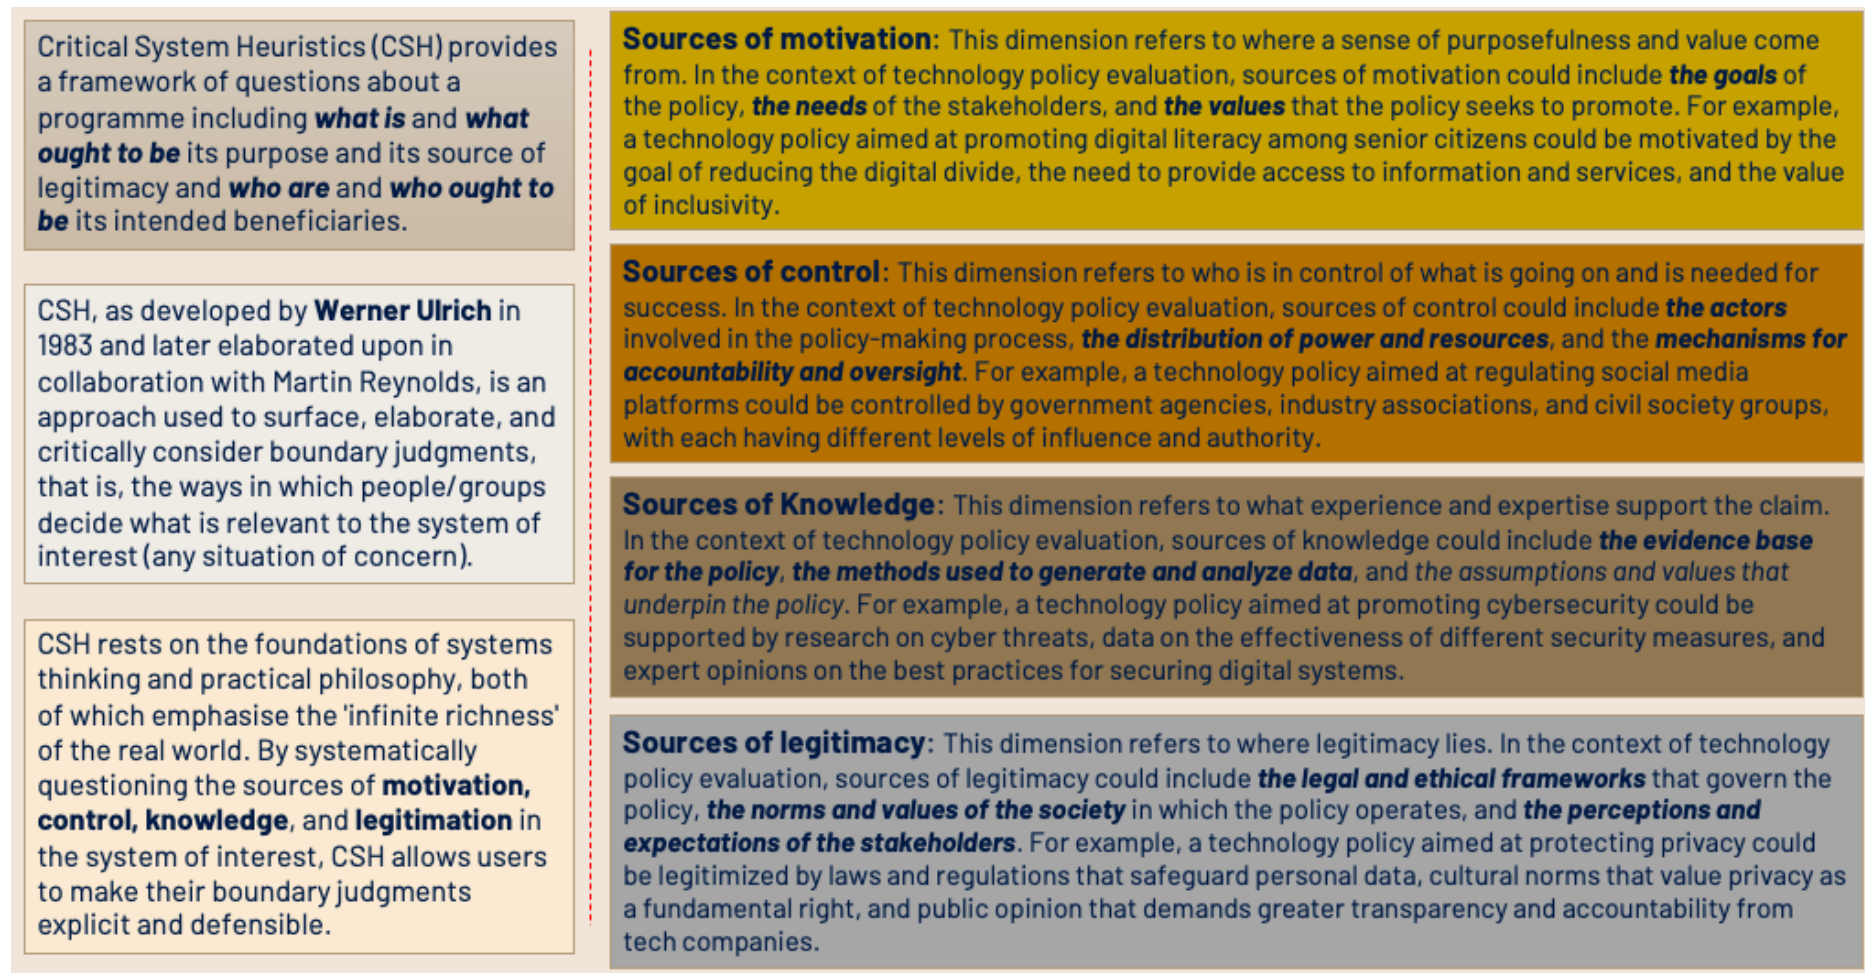 Critical System Heuristics (CSH) provides
a framework of questions about a
programme including what is and what
ought to be its purpose and its source of
legitimacy and who are and who ought to
be its intended beneficiaries.
CSH, as developed by Werner Ulrich in
1983 and later elaborated upon in
collaboration with Martin Reynolds, is an
approach used to surface, elaborate, and
critically consider boundary judgments,
that is, the ways in which people/groups
decide what is relevant to the system of
interest (any situation of concern).
CSH rests on the foundations of systems
thinking and practical philosophy, both
of which emphasise the 'infinite richness'
of the real world. By systematically
questioning the sources of motivation,
control, knowledge, and legitimation in
the system of interest, CSH allows users
to make their boundary judgments
explicit and defensible.
Sources of motivation: This dimension refers to where a sense of purposefulness and value come
from. In the context of technology policy evaluation, sources of motivation could include the goals of
the policy, the needs of the stakeholders, and the values that the policy seeks to promote. For example,
a technology policy aimed at promoting digital literacy among senior citizens could be motivated by the
goal of reducing the digital divide, the need to provide access to information and services, and the value
of inclusivity.
Sources of control: This dimension refers to who is in control of what is going on and is needed for
success. In the context of technology policy evaluation, sources of control could include the actors
involved in the policy-making process, the distribution of power and resources, and the mechanisms for
accountability and oversight. For example, a technology policy aimed at regulating social media
platforms could be controlled by government agencies, industry associations, and civil society groups,
with each having different levels of influence and authority.
Sources of Knowledge: This dimension refers to what experience and expertise support the claim.
In the context of technology policy evaluation, sources of knowledge could include the evidence base
for the policy, the methods used to generate and analyze data, and the assumptions and values that
underpin the policy. For example, a technology policy aimed at promoting cybersecurity could be
supported by research on cyber threats, data on the effectiveness of different security measures, and
expert opinions on the best practices for securing digital systems.
Sources of legitimacy: This dimension refers to where legitimacy lies. In the context of technology
policy evaluation, sources of legitimacy could include the legal and ethical frameworks that govern the
policy, the norms and values of the society in which the policy operates, and the perceptions and
expectations of the stakeholders. For example, a technology policy aimed at protecting privacy could
be legitimized by laws and regulations that safeguard personal data, cultural norms that value privacy as
a fundamental right, and public opinion that demands greater transparency and accountability from
tech companies.